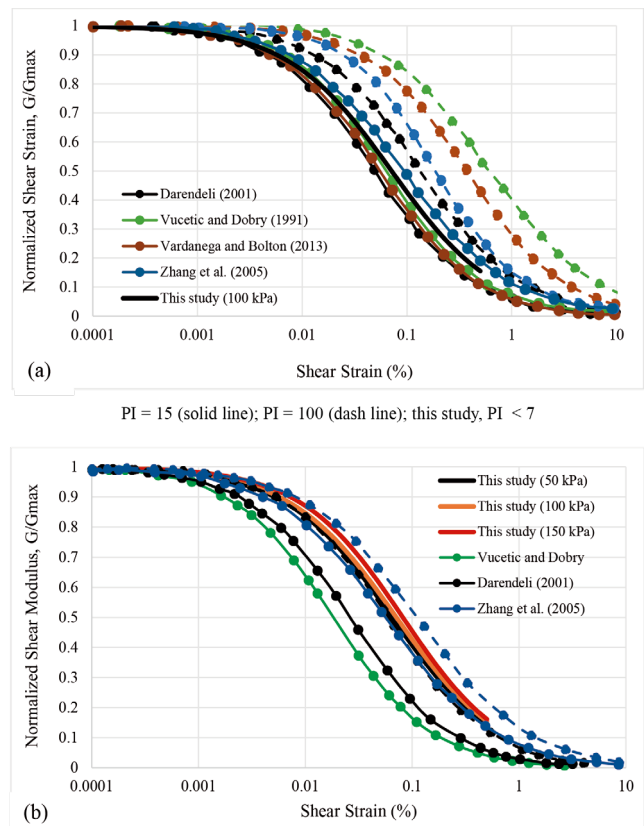 Normalized Shear Strain, G/Gmax
1
0.9
0.8
0.7
0.6
0.5
0.4
0.3
0.2
0.1
0
Darendeli (2001)
Vucetic and Dobry (1991)
Vardanega and Bolton (2013)
Zhang et al. (2005)
This study (100 kPa)
0.0001 0.001 0.01 0.1 1 10
(a)
Shear Strain (%)
PI = 15 (solid line); PI = 100 (dash line); this study, PI < 7
Normalized Shear Modulus, G/Gmax
1
0.9
0.8
0.7
0.6
0.5
0.4
0.3
0.2
0.1
0
This study (50 kPa)
This study (100 kPa)
This study (150 kPa)
Vucetic and Dobry
Darendeli (2001)
Zhang et al. (2005)
0.0001 0.001 0.01 0.1 1 10
(b)
Shear Strain (%)